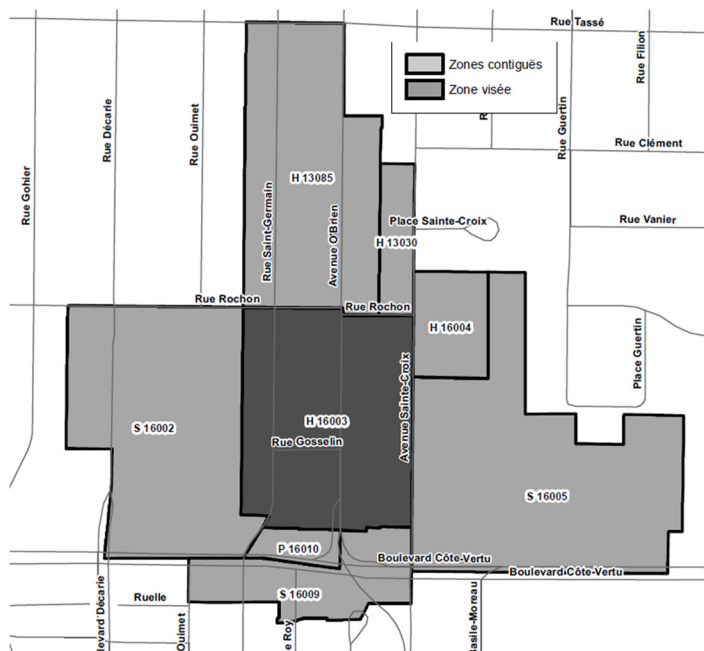 Rue Tassé
Zones contiguës
Zone visée
Rue Filion
Rue Guertin
Rue Décarie
Rue Ouimet
Rue Clément
Rue Gohier
H 13085
Rue Saint-Germain
Avenue O'Brien
Place Sainte-Croix
Rue Vanier
H 13030
Rue Rochon
Rue Rochon
H 16004
Place Guertin
Avenue Sainte-Croix
H 16003
S 16002
Rue Gosselin
S 16005
P 16010
Boulevard Côte-Vertu
Boulevard Côte-Vertu
S 16009
Ruelle
levard Décarie
Ouimet
e Roy
Basile-Moreau